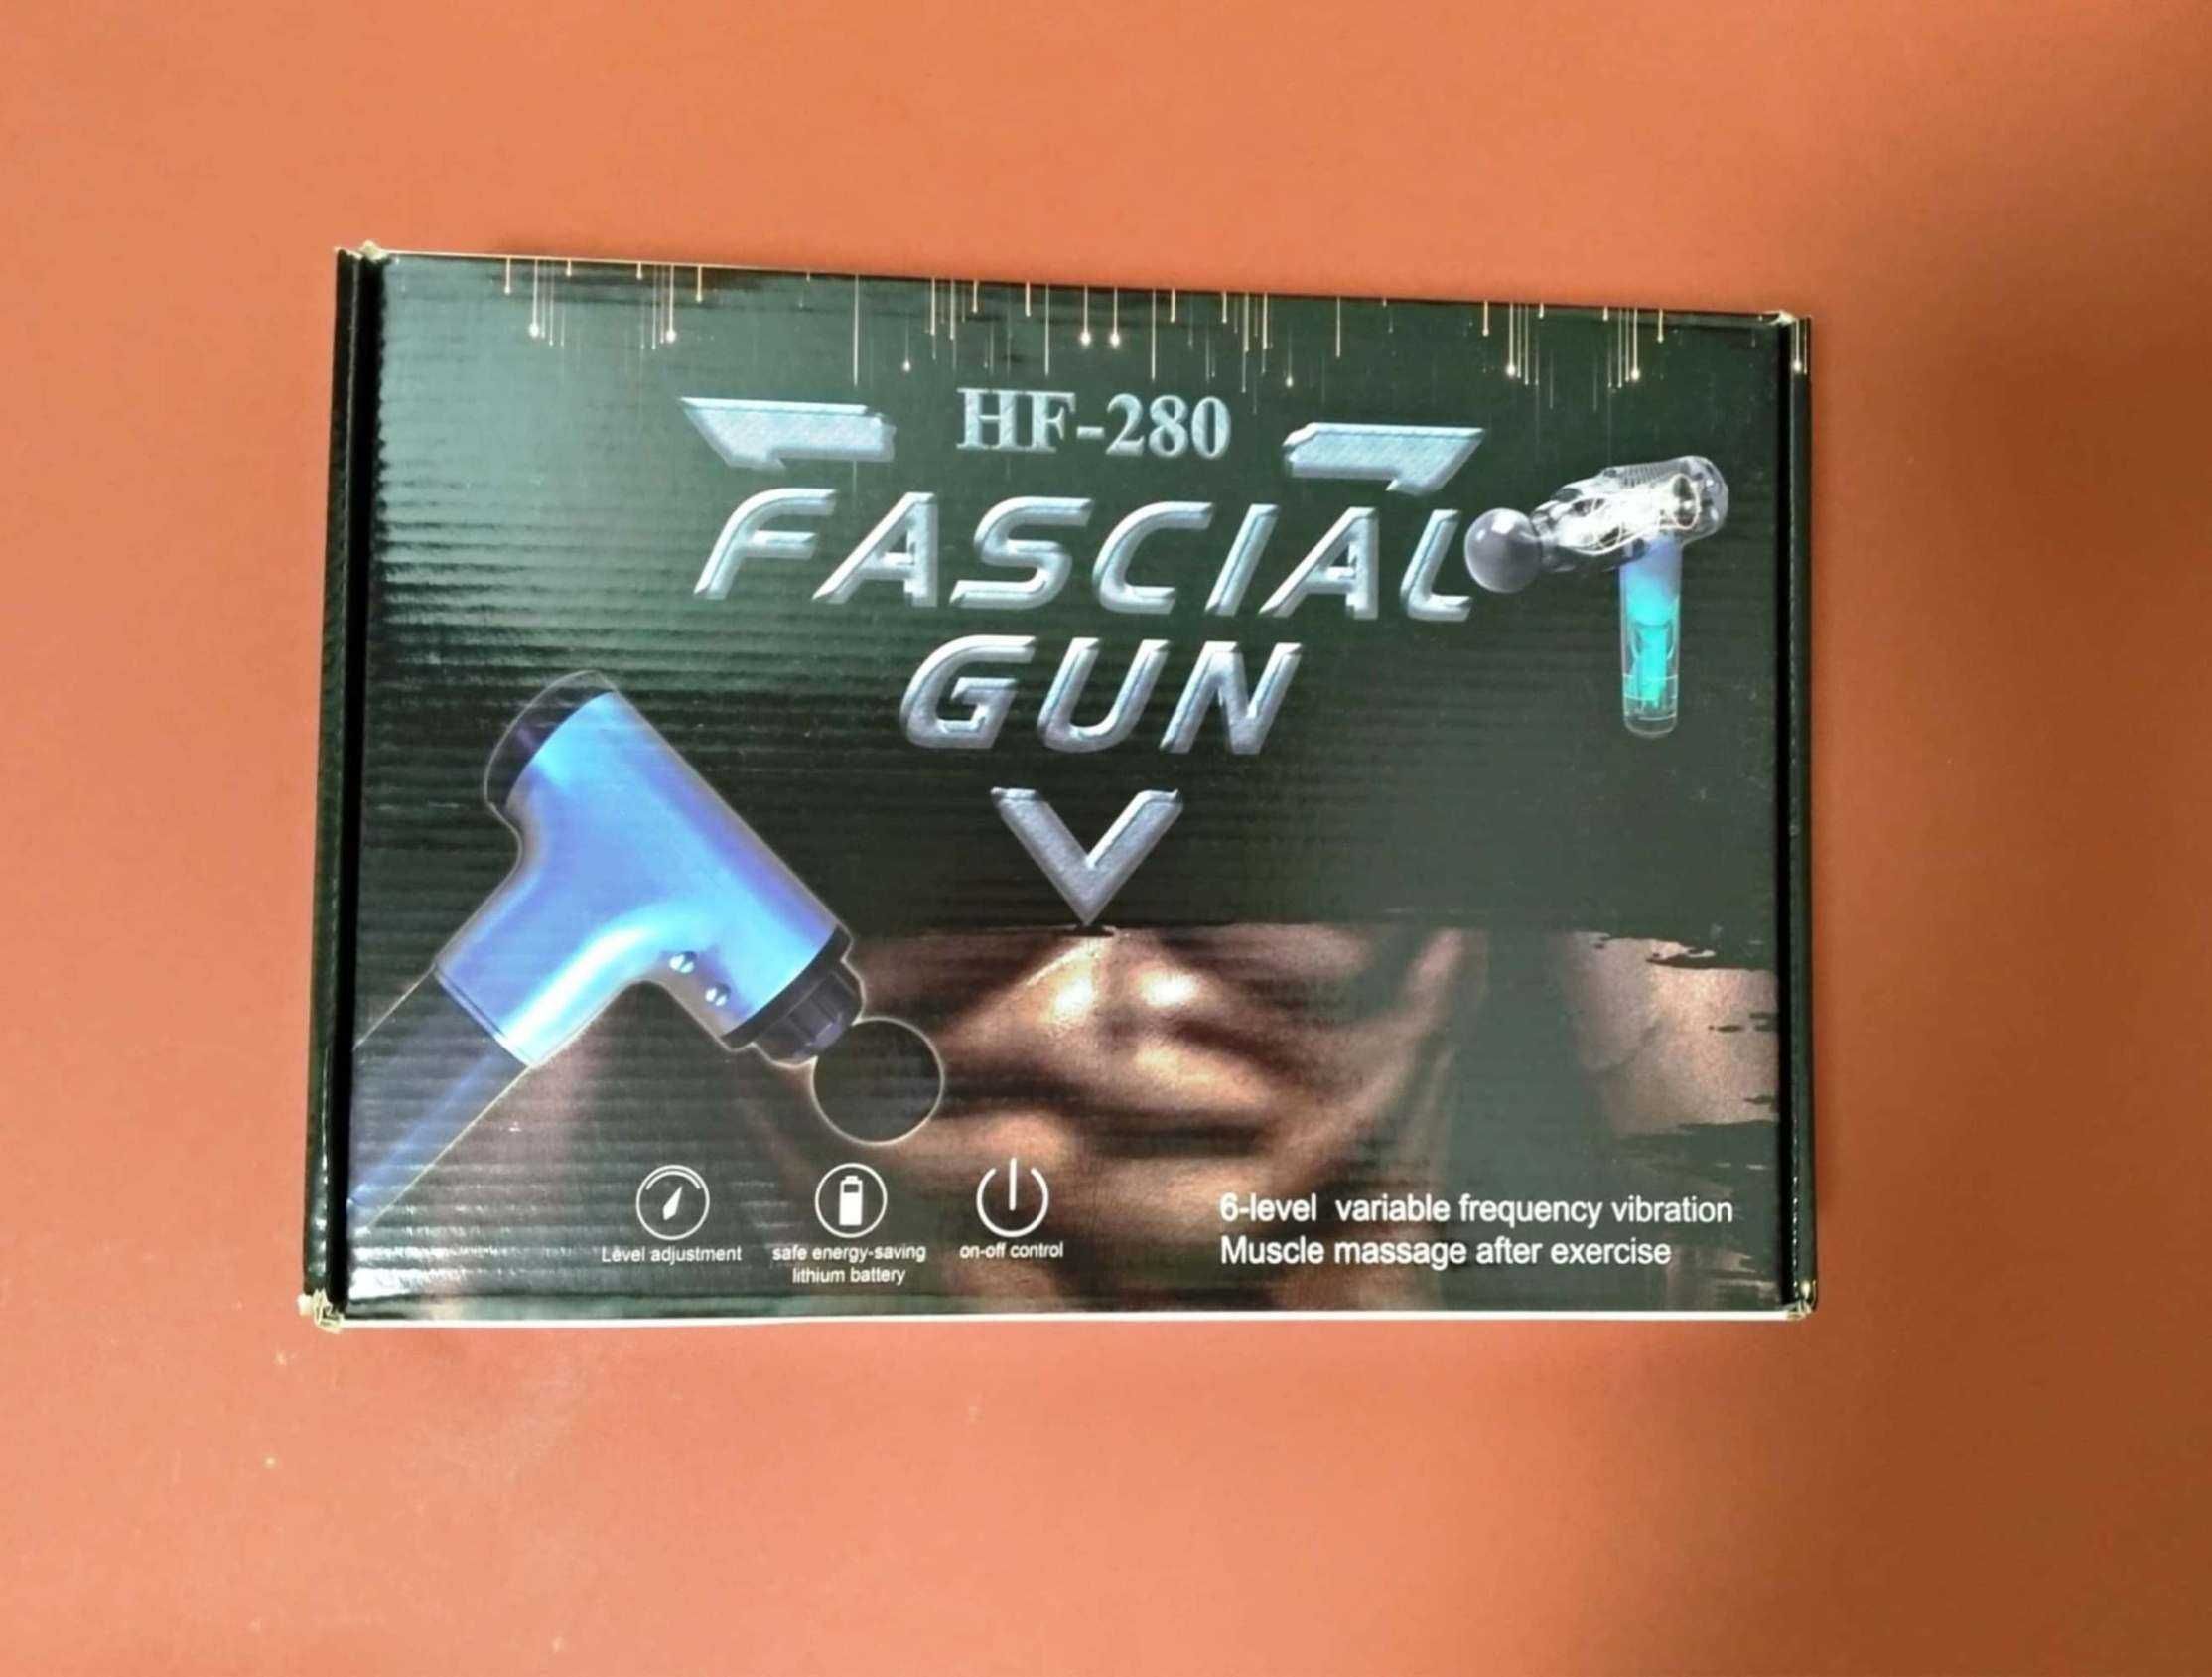 HF-280
FASCIAL
GUN
Level adjustment
safe energy-saving
lithium battery
on-off control
6-level variable frequency vibration
Muscle massage after exercise